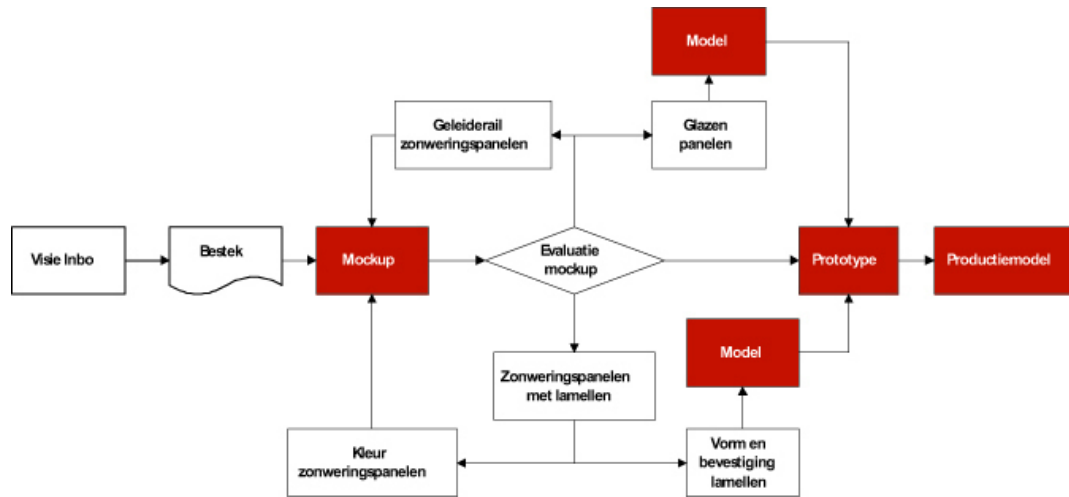 Model
Geleiderail
zonweringspanelen
Glazen
panelen
Visie Inbo
Bestek
Mockup
Evaluatie
mockup
Prototype
Productiemodel
Model
Zonweringspanelen
met lamellen
Kleur
zonweringspanelen
Vorm en
bevestiging
lamellen